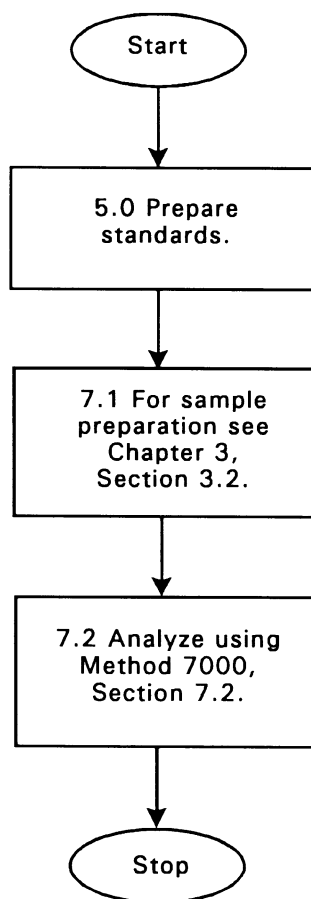 Start
5.0 Prepare
standards.
7.1 For sample
preparation see
Chapter 3,
Section 3.2.
7.2 Analyze using
Method 7000,
Section 7.2.
Stop